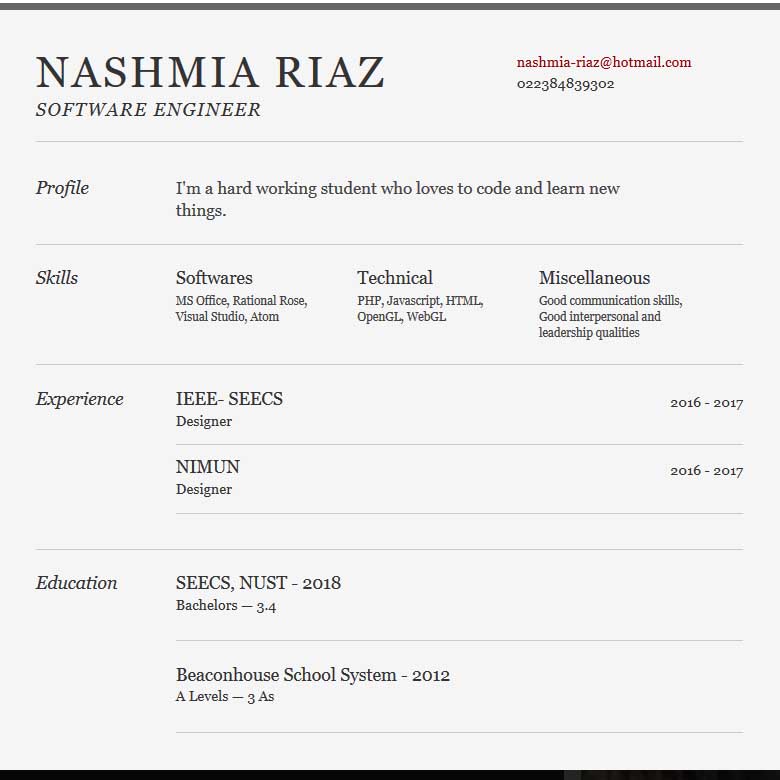 NASHMIA RIAZ
SOFTWARE ENGINEER
nashmia-riaz@hotmail.com
022384839302
Profile
I'm a hard working student who loves to code and learn new
things.
Skills
Softwares
MS Office, Rational Rose,
Visual Studio, Atom
Technical
PHP, Javascript, HTML,
OpenGL, WebGL
Miscellaneous
Good communication skills,
Good interpersonal and
leadership qualities
Experience
IEEE- SEECS
2016 - 2017
Designer
NIMUN
2016 - 2017
Designer
Education
SEECS, NUST - 2018
Bachelors — 3.4
Beaconhouse School System - 2012
A Levels — 3 As